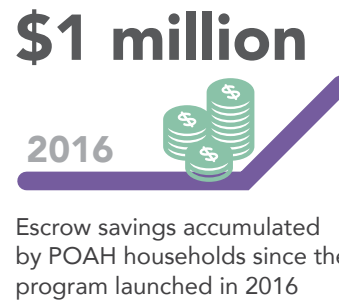 $1 million
2016
$
$
$
Escrow savings accumulated
by POAH households since the
program launched in 2016